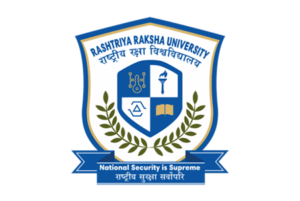 RASHTRIYA RAKSHA UNIVERSITY
राष्ट्रीय रक्षा विश्वविद्यालय
National Security is Supreme
राष्ट्रीय सुरक्षा सर्वोपरि